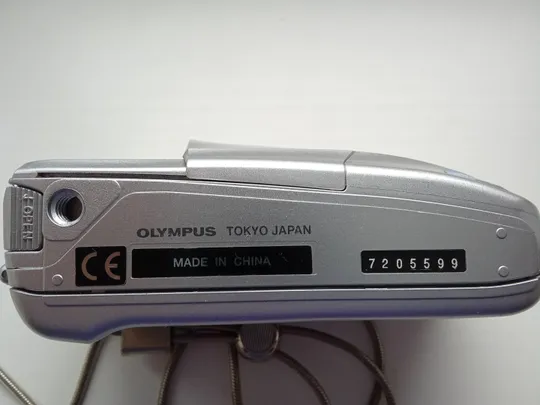 OPEN
OLYMPUS TOKYO JAPAN
CE
MADE IN CHINA
7205599